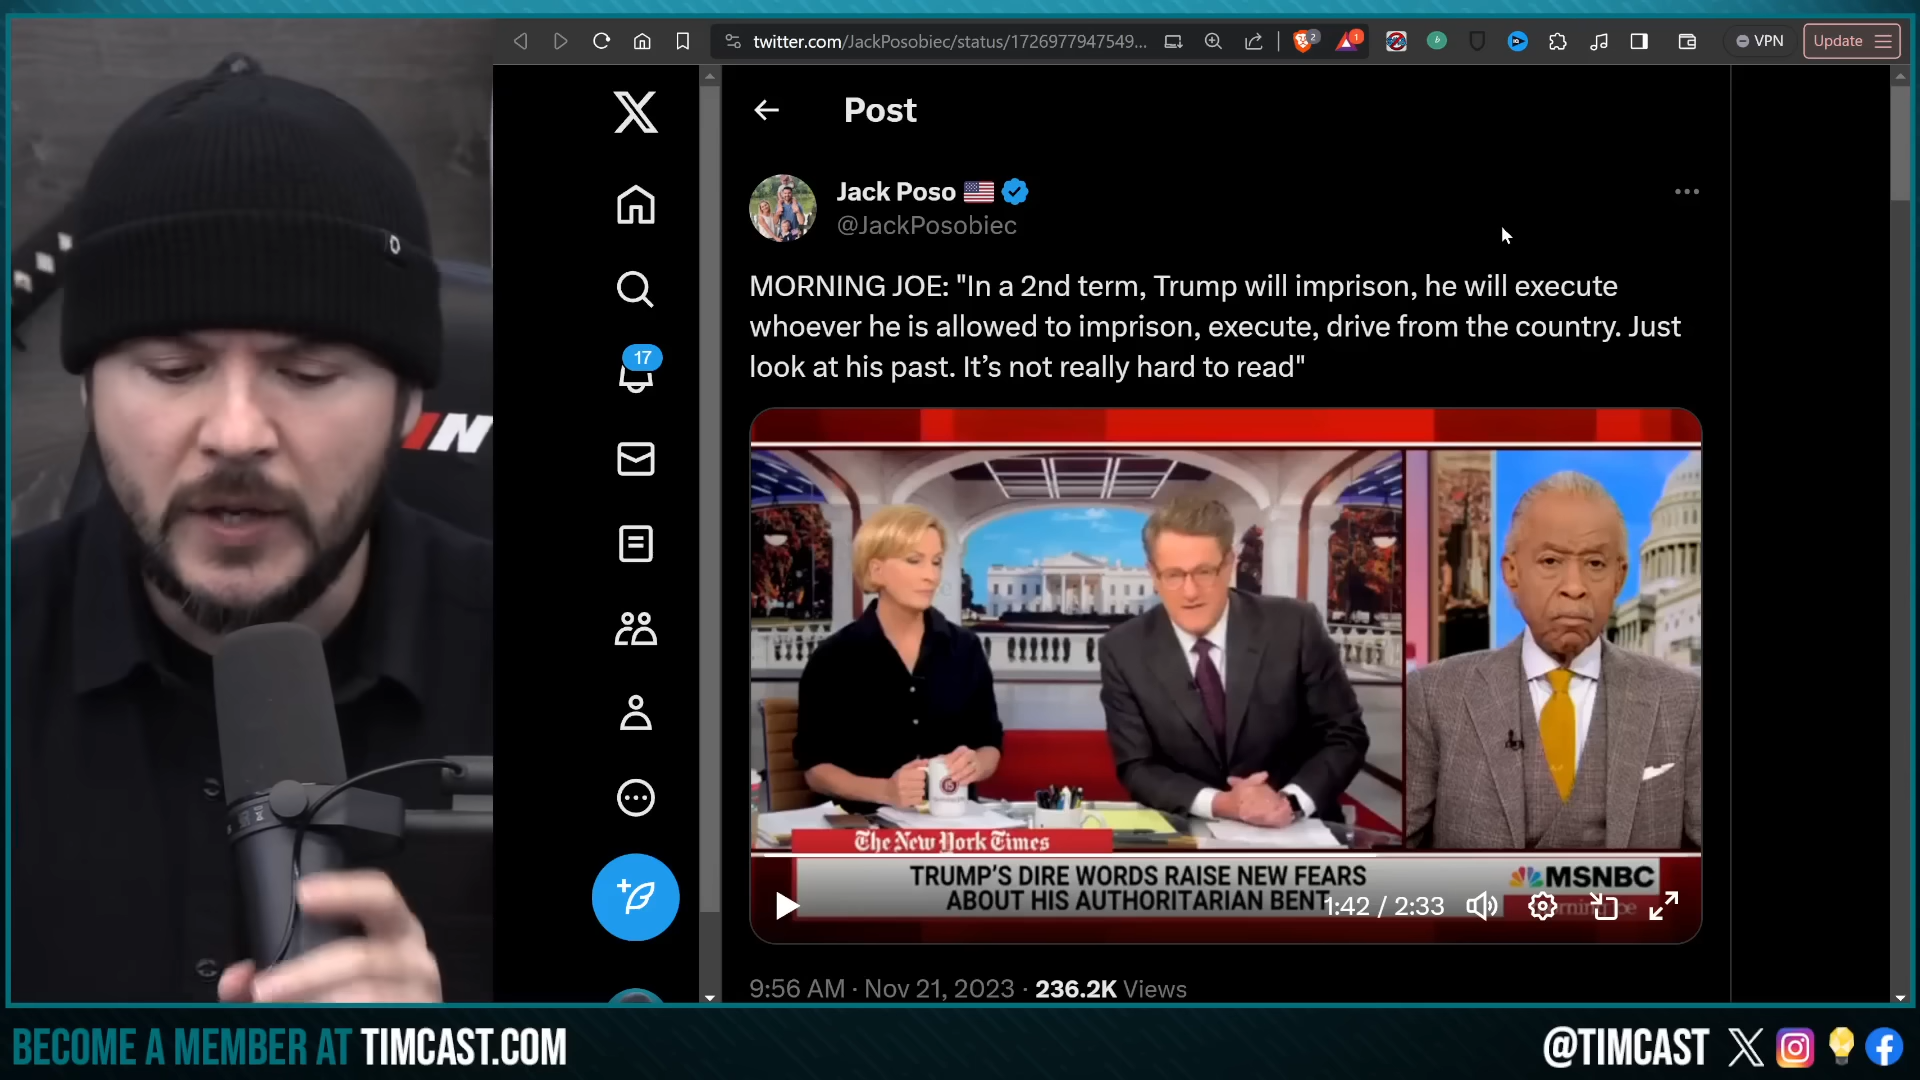 twitter.com/JackPosobiec/status/1726977947549...
2
1
VPN
Update
Post
Jack Poso
@JackPosobiec
17
MORNING JOE: "In a 2nd term, Trump will imprison, he will execute
whoever he is allowed to imprison, execute, drive from the country. Just
look at his past. It’s not really hard to read"
The New York Times
TRUMP'S DIRE WORDS RAISE NEW FEARS
ABOUT HIS AUTHORITARIAN BENT
MSNBC
1:42 / 2:33
9:56 AM · Nov 21, 2023 · 236.2K Views
BECOME A MEMBER AT TIMCAST.COM
@TIMCAST